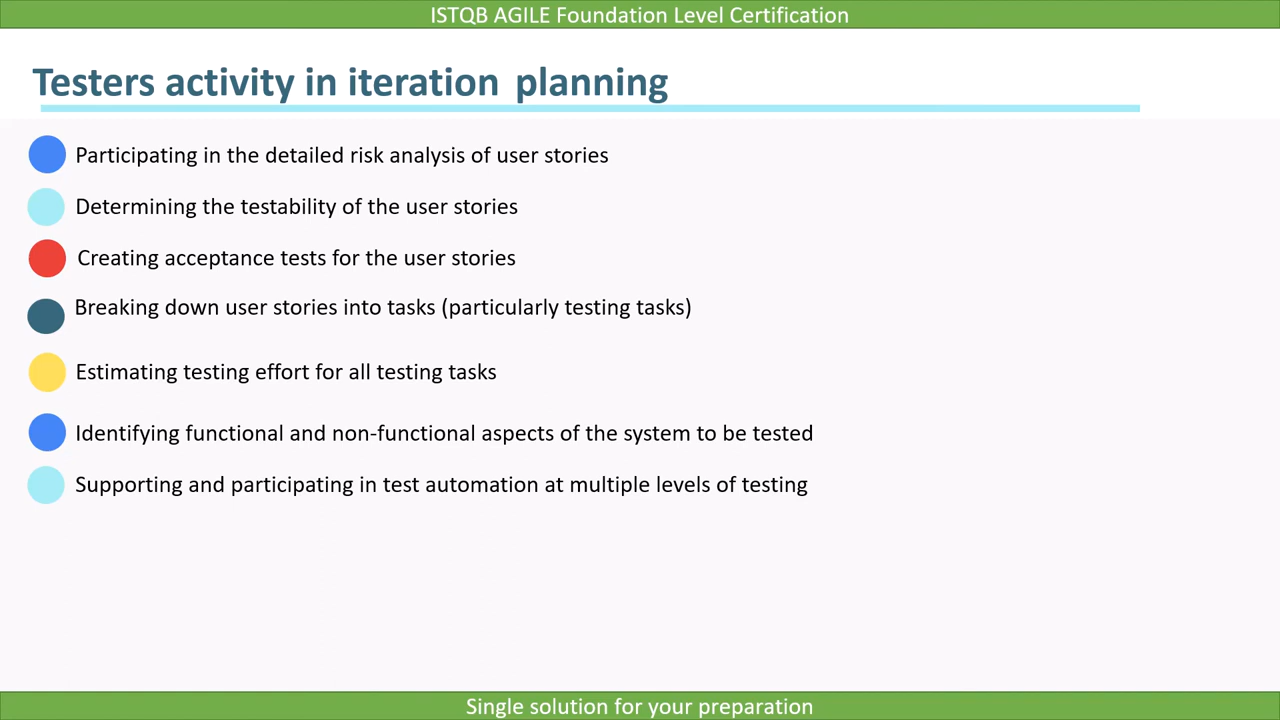 ISTQB AGILE Foundation Level Certification
Testers activity in iteration planning
Participating in the detailed risk analysis of user stories
Determining the testability of the user stories
Creating acceptance tests for the user stories
Breaking down user stories into tasks (particularly testing tasks)
Estimating testing effort for all testing tasks
Identifying functional and non-functional aspects of the system to be tested
Supporting and participating in test automation at multiple levels of testing
Single solution for your preparation